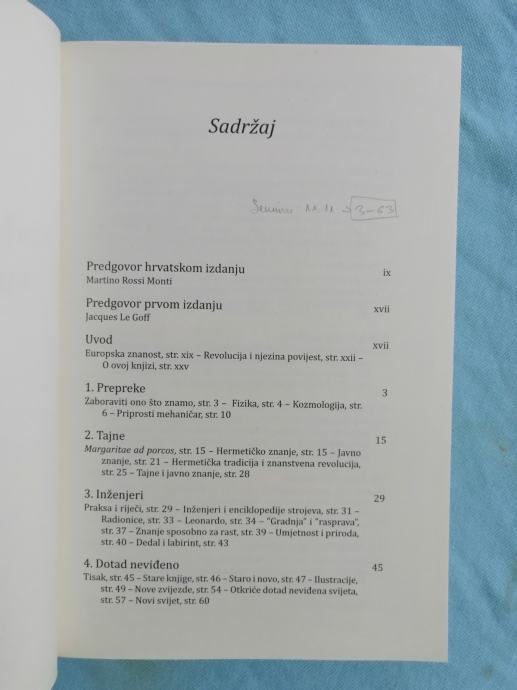 Sadržaj
3-63
Predgovor hrvatskom izdanju ix
Martino Rossi Monti
Predgovor prvom izdanju xvii
Jacques Le Goff
Uvod xvii
Europska znanost, str. xix – Revolucija i njezina povijest, str. xxii –
O ovoj knjizi, str. xxv
1. Prepreke 3
Zaboraviti ono što znamo, str. 3 – Fizika, str. 4 – Kozmologija, str.
6 – Priprosti mehaničar, str. 10
2. Tajne 15
Margaritae ad porcos, str. 15 – Hermetičko znanje, str. 15 – Javno
znanje, str. 21 – Hermetička tradicija i znanstvena revolucija,
str. 25 – Tajne i javno znanje, str. 28
3. Inženjeri 29
Praksa i riječi, str. 29 – Inženjeri i enciklopedije strojeva, str. 31 –
Radionice, str. 33 – Leonardo, str. 34 – "Gradnja" i "rasprava",
str. 37 – Znanje sposobno za rast, str. 39 – Umjetnost i priroda,
str. 40 – Dedal i labirint, str. 43
4. Dotad neviđeno 45
Tisak, str. 45 – Stare knjige, str. 46 – Staro i novo, str. 47 – Ilustracije,
str. 49 – Nove zvijezde, str. 54 – Otkriće dotad neviđena svijeta,
str. 57 – Novi svijet, str. 60